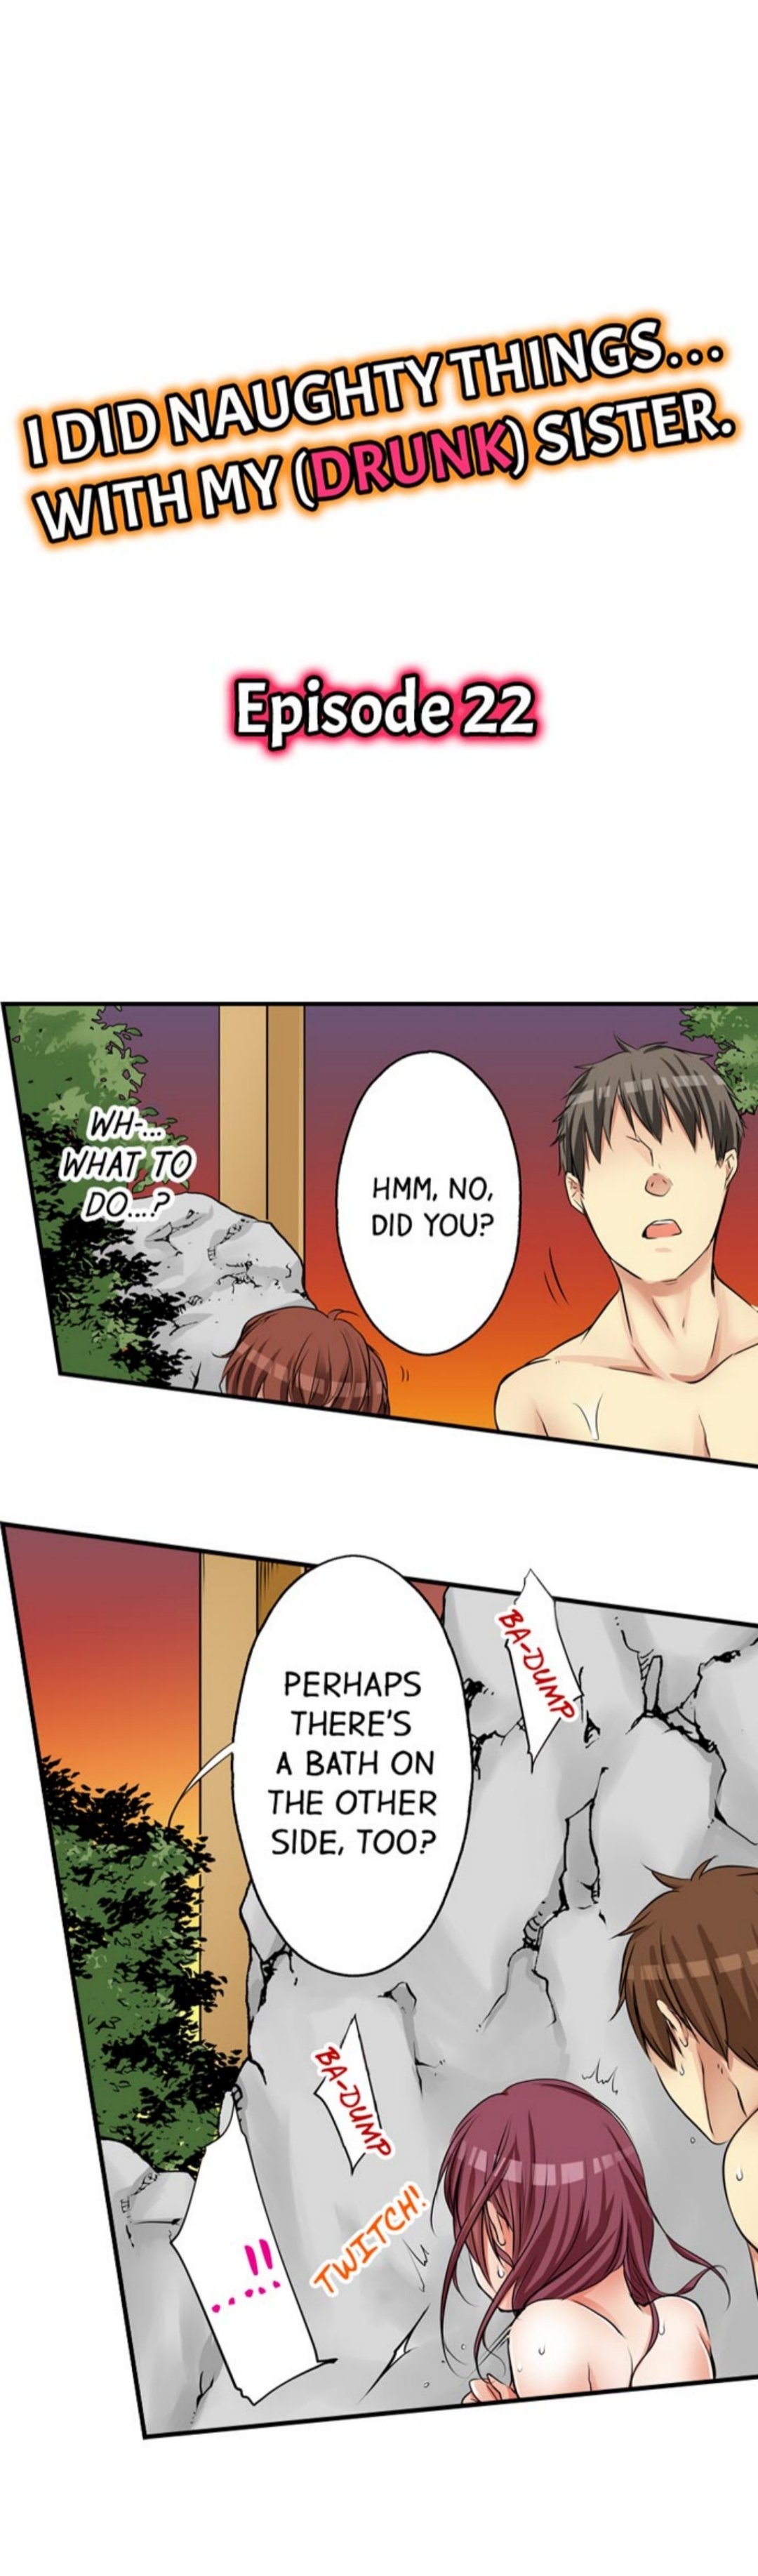 I DID NAUGHTY THINGS...
WITH MY (DRUNK) SISTER.
Episode 22
WH-...
WHAT TO
DO...?
HMM, NO,
DID YOU?
BA-DUMP
PERHAPS
THERE'S
A BATH ON
THE OTHER
SIDE, TOO?
BA-DUMP
TWITCH!
.....!!